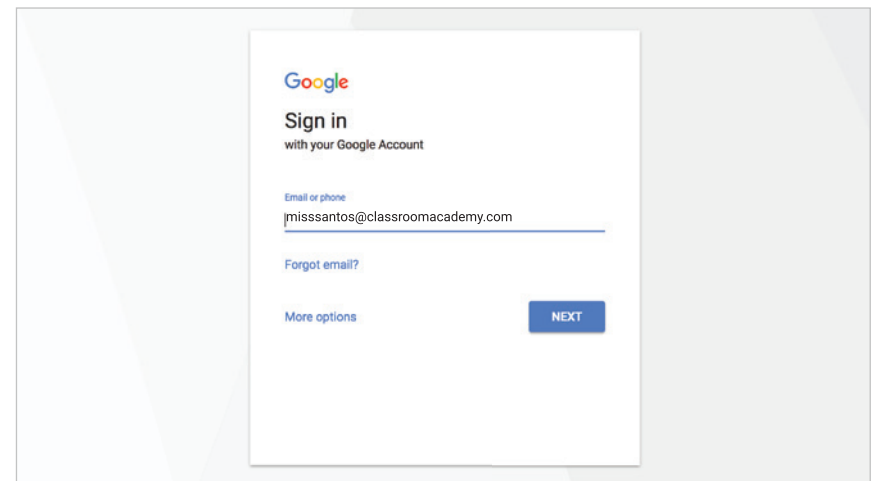 Google
Sign in
with your Google Account
Email or phone
misssantos@classroomacademy.com
Forgot email?
More options
NEXT